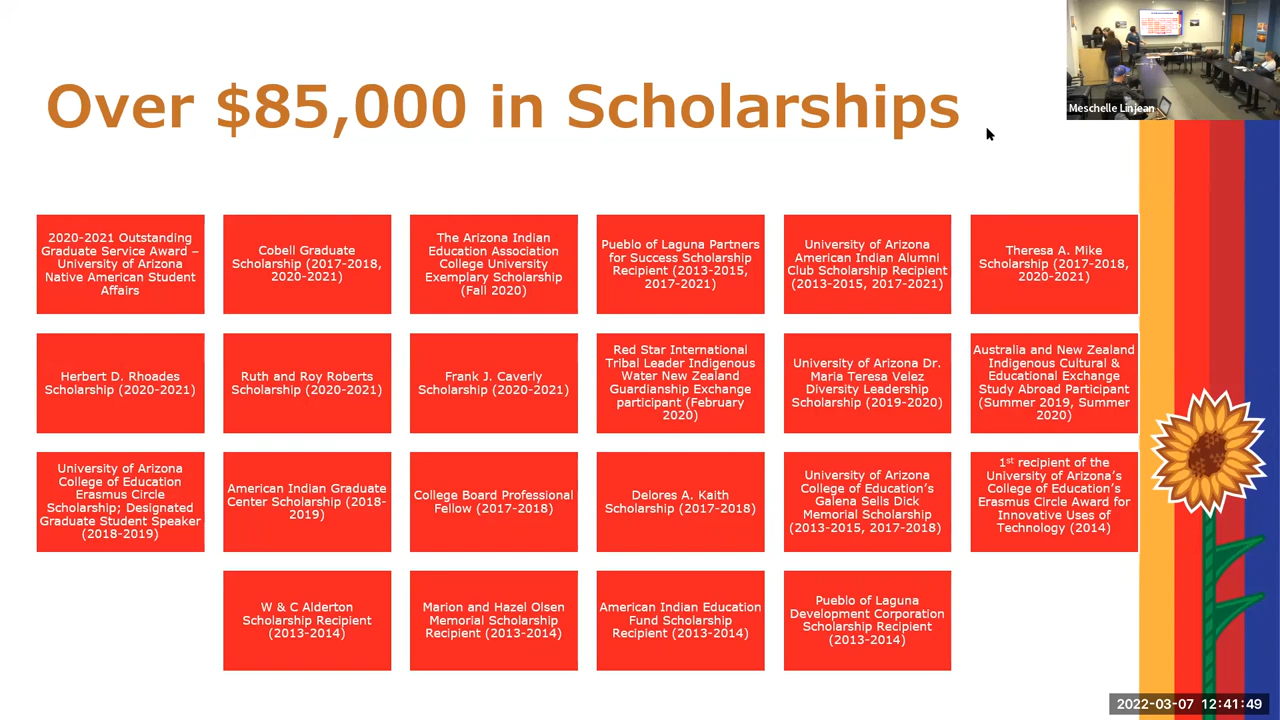 Over $85,000 in Scholarships
Meschelle Linjean
2020-2021 Outstanding
Graduate Service Award –
University of Arizona
Native American Student
Affairs
Cobell Graduate
Scholarship (2017-2018,
2020-2021)
The Arizona Indian
Education Association
College University
Exemplary Scholarship
(Fall 2020)
Pueblo of Laguna Partners
for Success Scholarship
Recipient (2013-2015,
2017-2021)
University of Arizona
American Indian Alumni
Club Scholarship Recipient
(2013-2015, 2017-2021)
Theresa A. Mike
Scholarship (2017-2018,
2020-2021)
Herbert D. Rhoades
Scholarship (2020-2021)
Ruth and Roy Roberts
Scholarship (2020-2021)
Frank J. Caverly
Scholarship (2020-2021)
Red Star International
Tribal Leader Indigenous
Water New Zealand
Guardianship Exchange
participant (February
2020)
University of Arizona Dr.
Maria Teresa Velez
Diversity Leadership
Scholarship (2019-2020)
Australia and New Zealand
Indigenous Cultural &
Educational Exchange
Study Abroad Participant
(Summer 2019, Summer
2020)
University of Arizona
College of Education
Erasmus Circle
Scholarship; Designated
Graduate Student Speaker
(2018-2019)
American Indian Graduate
Center Scholarship (2018-
2019)
College Board Professional
Fellow (2017-2018)
Delores A. Kaith
Scholarship (2017-2018)
University of Arizona
College of Education's
Galena Sells Dick
Memorial Scholarship
(2013-2015, 2017-2018)
1st recipient of the
University of Arizona's
College of Education's
Erasmus Circle Award for
Innovative Uses of
Technology (2014)
W & C Alderton
Scholarship Recipient
(2013-2014)
Marion and Hazel Olsen
Memorial Scholarship
Recipient (2013-2014)
American Indian Education
Fund Scholarship
Recipient (2013-2014)
Pueblo of Laguna
Development Corporation
Scholarship Recipient
(2013-2014)
2022-03-07 12:41:49